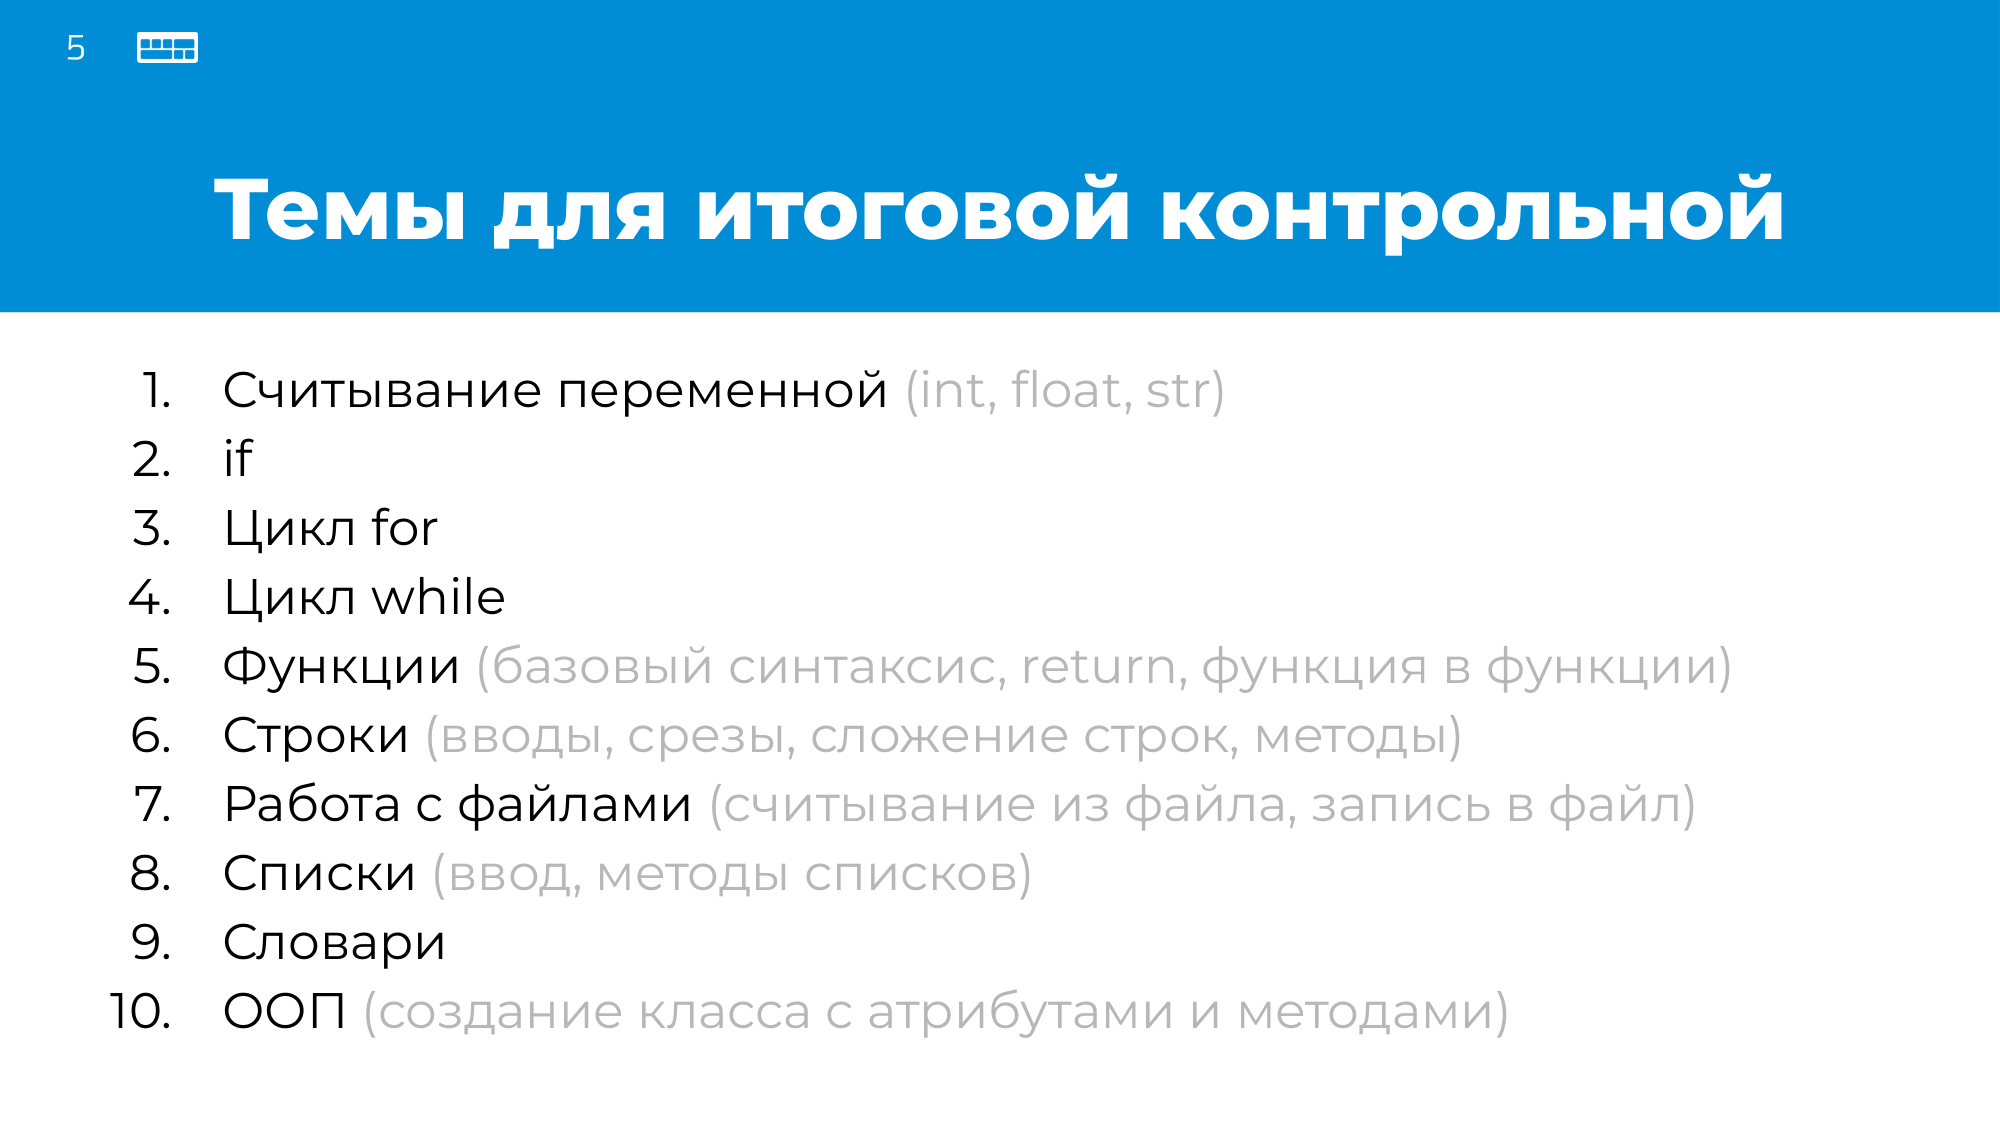 5
Темы для итоговой контрольной
1. Считывание переменной (int, float, str)
2. if
3. Цикл for
4. Цикл while
5. Функции (базовый синтаксис, return, функция в функции)
6. Строки (вводы, срезы, сложение строк, методы)
7. Работа с файлами (считывание из файла, запись в файл)
8. Списки (ввод, методы списков)
9. Словари
10. ООП (создание класса с атрибутами и методами)